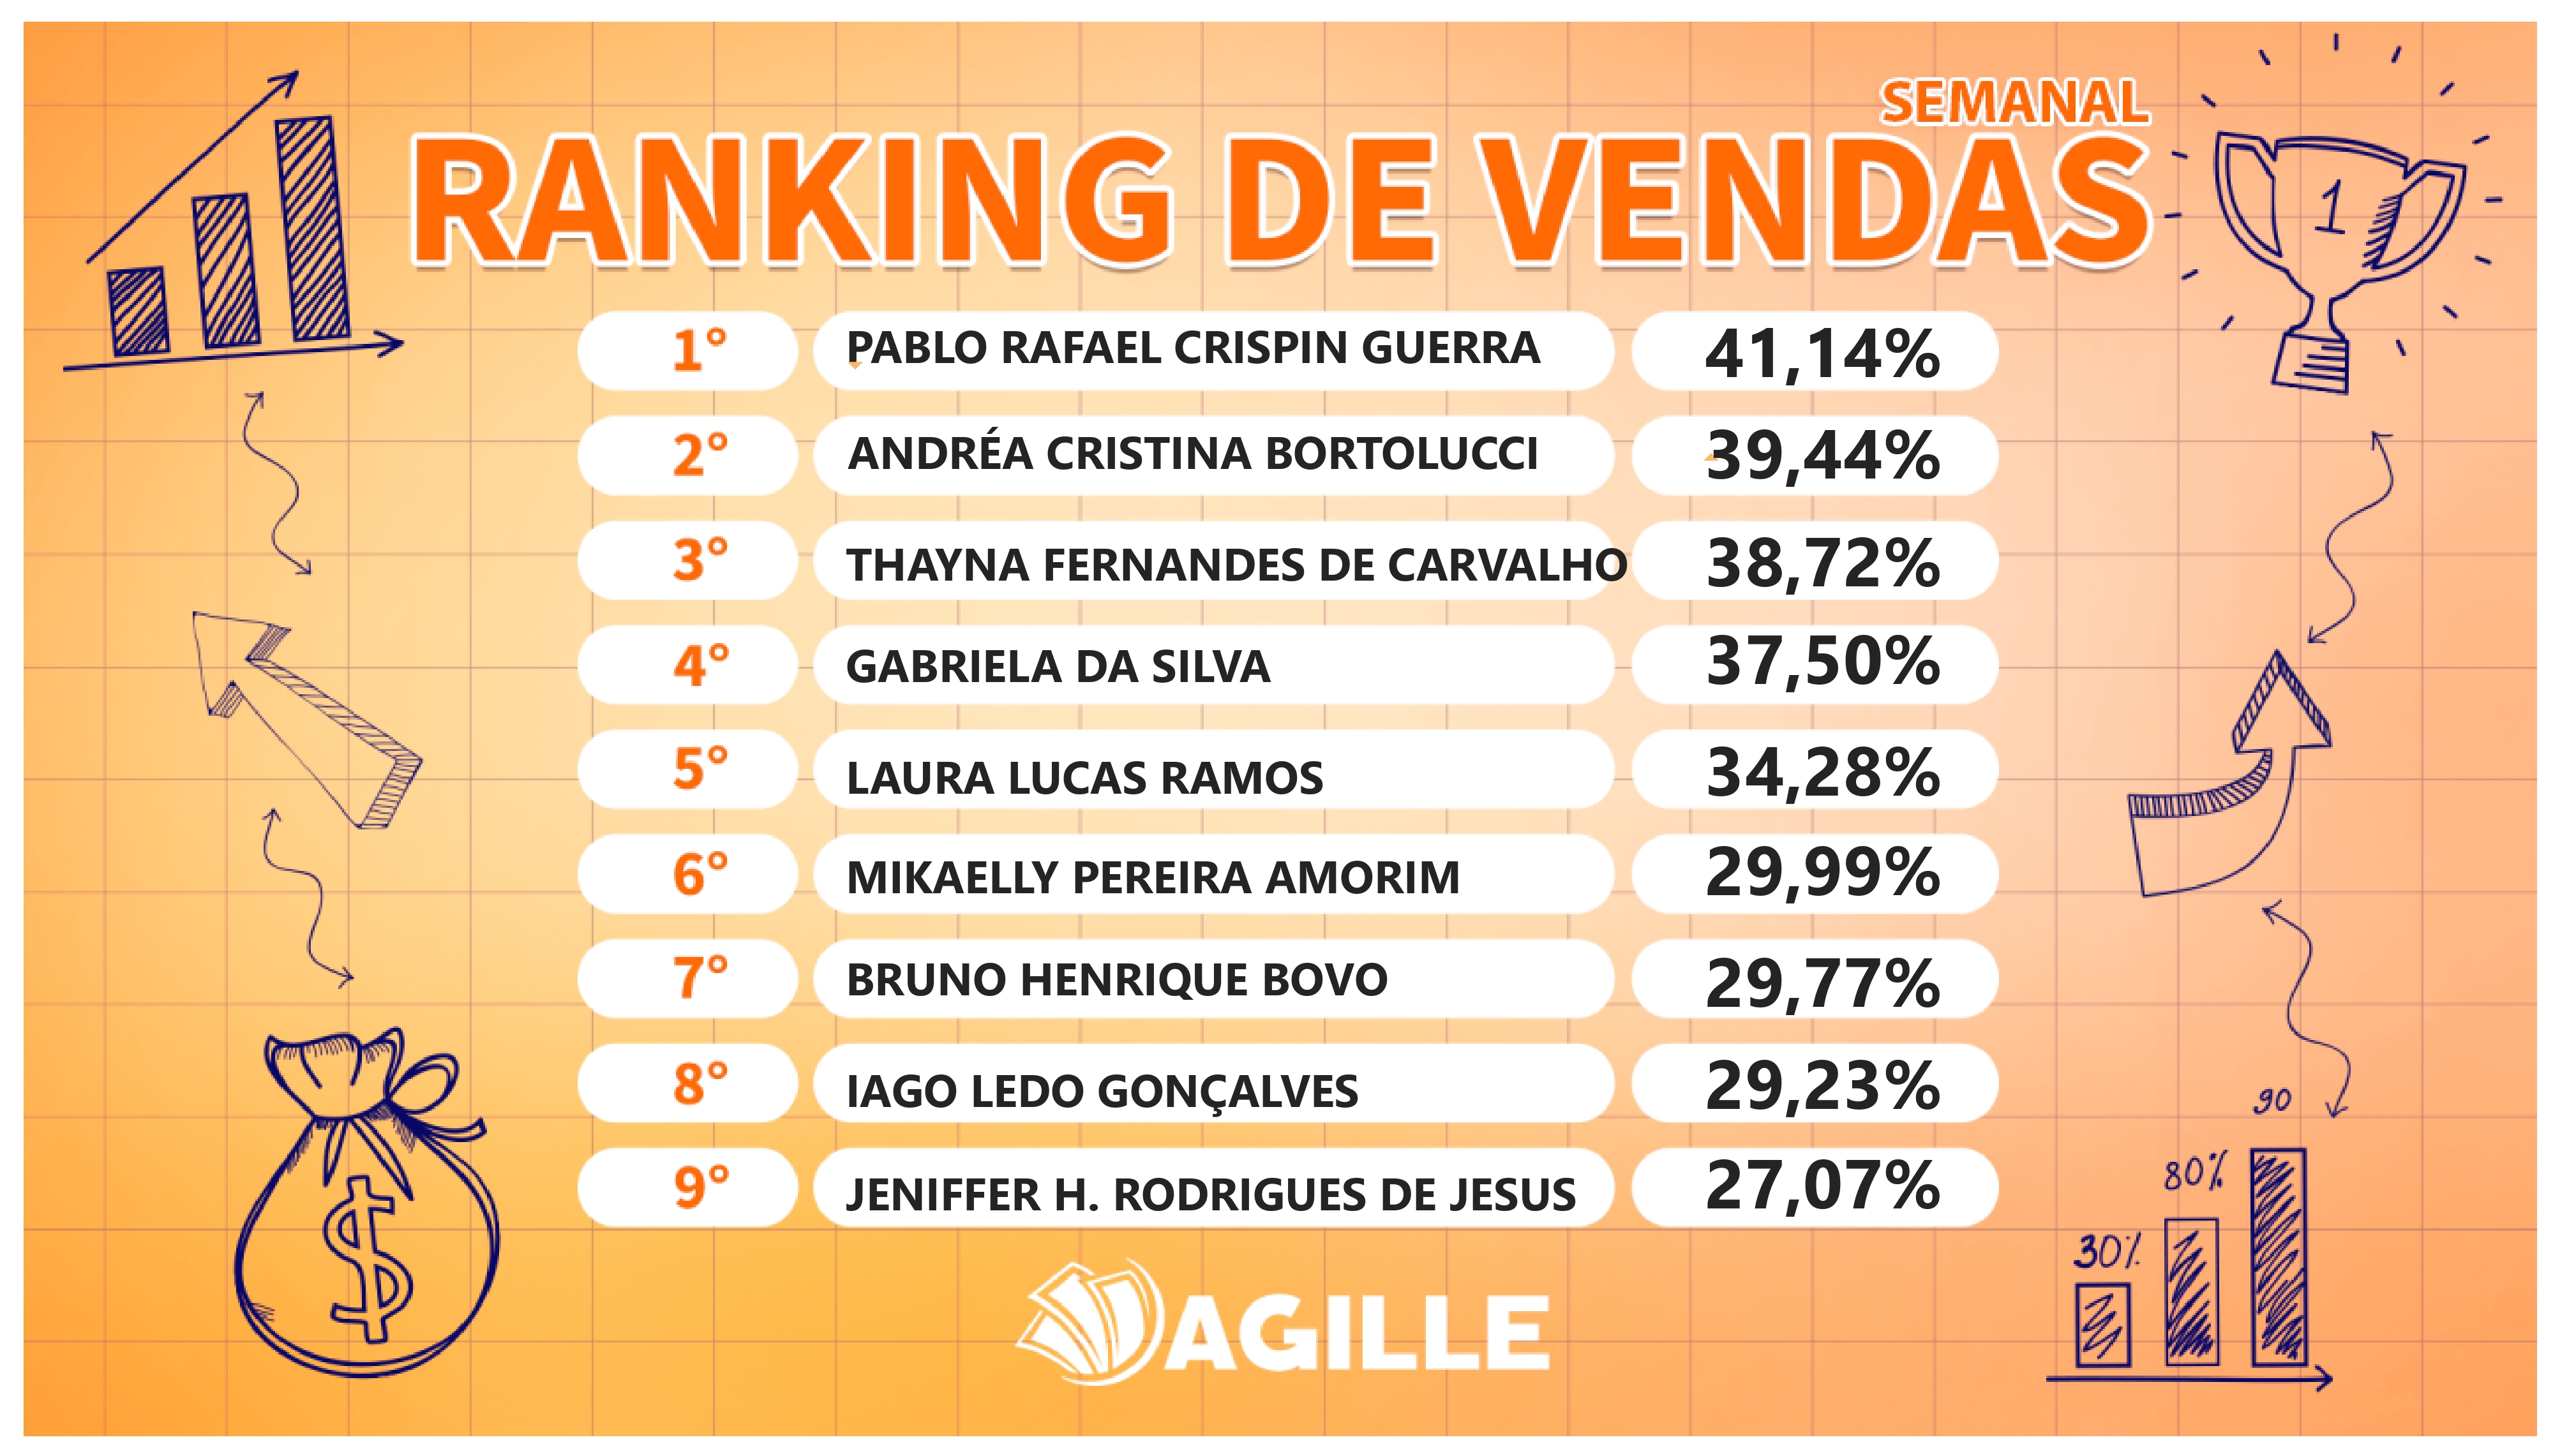 SEMANAL
RANKING DE VENDAS
1
1° PABLO RAFAEL CRISPIN GUERRA 41,14%
2° ANDRÉA CRISTINA BORTOLUCCI 39,44%
3° THAYNA FERNANDES DE CARVALHO 38,72%
4° GABRIELA DA SILVA 37,50%
5° LAURA LUCAS RAMOS 34,28%
6° MIKAELLY PEREIRA AMORIM 29,99%
7° BRUNO HENRIQUE BOVO 29,77%
8° IAGO LEDO GONÇALVES 29,23%
9° JENIFFER H. RODRIGUES DE JESUS 27,07%
90
80%
30%
$
AGILLE